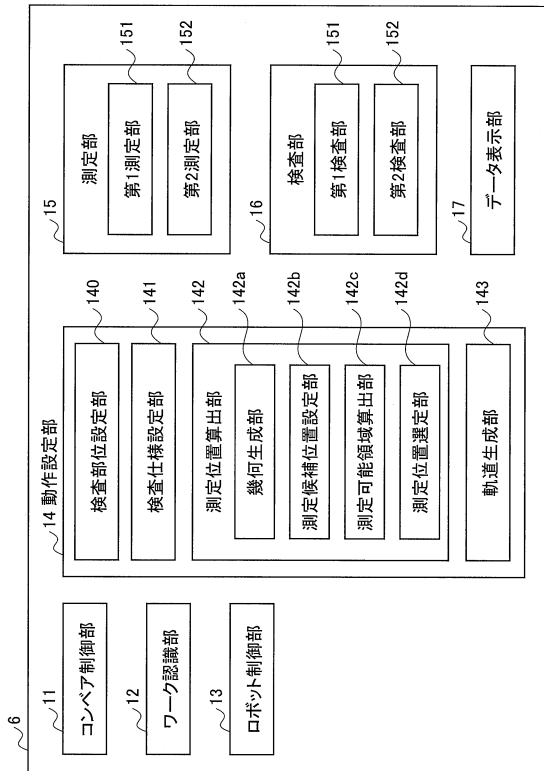 6
11
コンベア制御部
12
ワーク認識部
13
ロボット制御部
14 動作設定部
検査部位設定部
140
検査仕様設定部
141
測定位置算出部
142
幾何生成部
142a
測定候補位置設定部
142b
測定可能領域算出部
142c
測定位置選定部
142d
軌道生成部
143
15
測定部
第1測定部
151
第2測定部
152
16
検査部
第1検査部
151
第2検査部
152
17
データ表示部